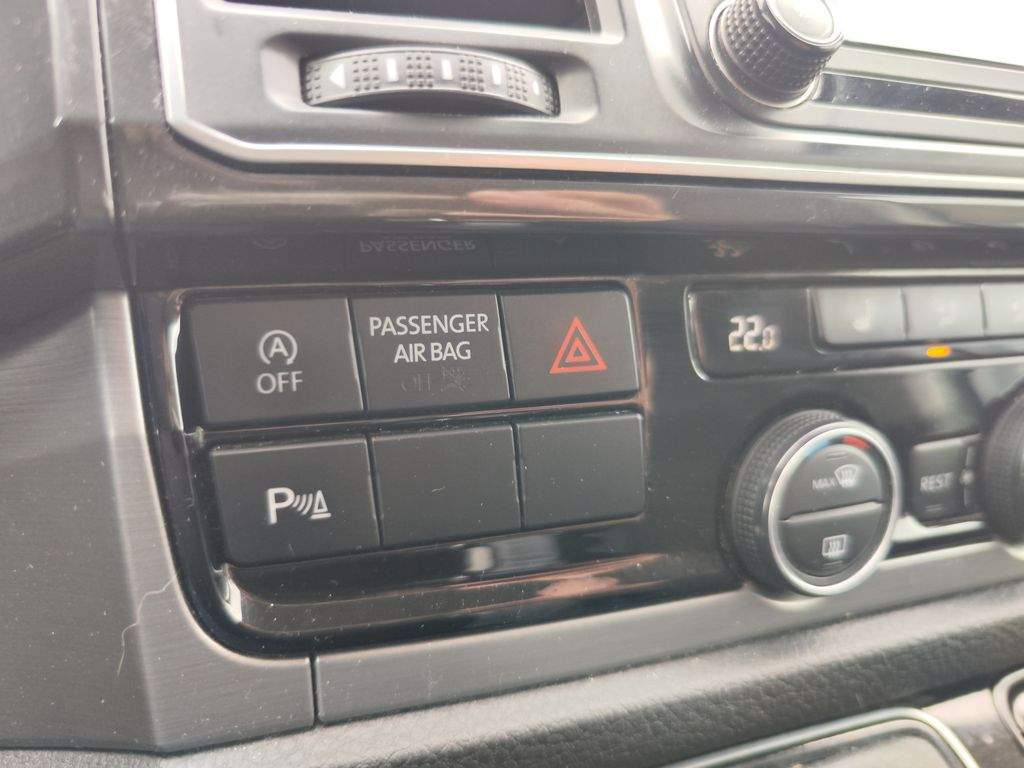 PASSENGER
A
OFF
PASSENGER
AIR BAG
OFF
22.0
P
MAX
REST